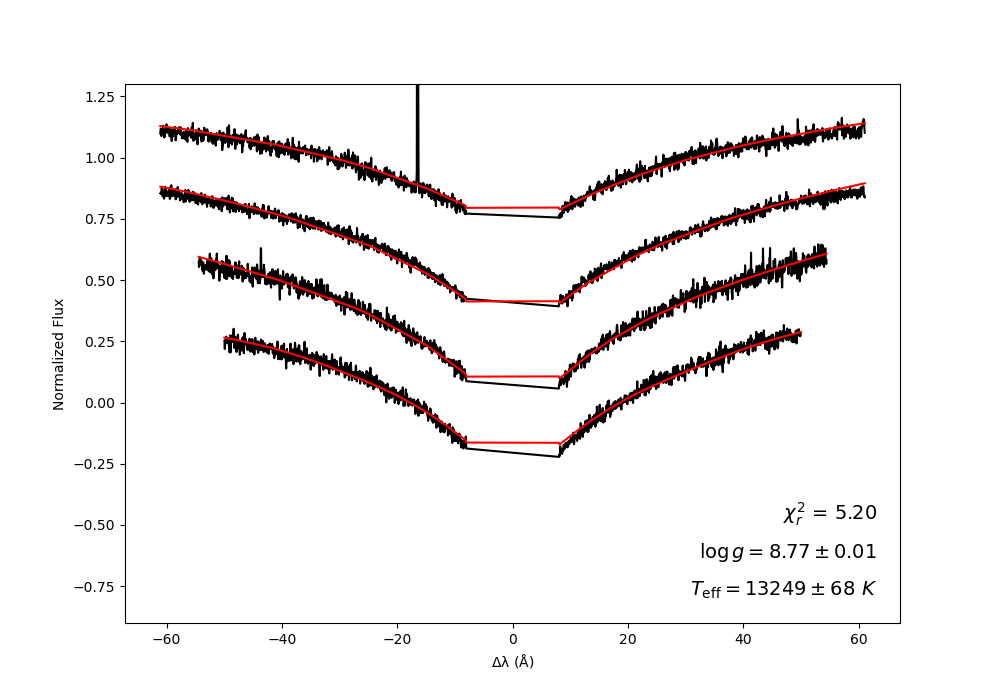 1.25
1.00
0.75
0.50
0.25
0.00
−0.25
−0.50
−0.75
Normalized Flux
χ²ᵣ = 5.20
log g = 8.77 ± 0.01
T_eff = 13249 ± 68 K
−60 −40 −20 0 20 40 60
Δλ (Å)